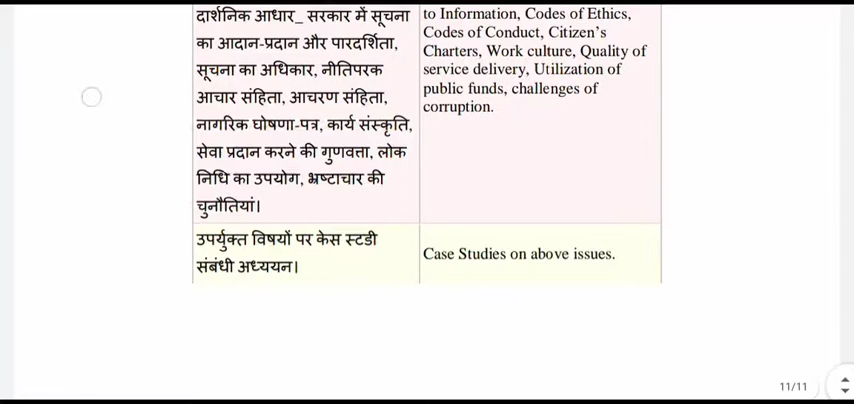 दार्शनिक आधार_ सरकार में सूचना
का आदान-प्रदान और पारदर्शिता,
सूचना का अधिकार, नीतिपरक
आचार संहिता, आचरण संहिता,
नागरिक घोषणा-पत्र, कार्य संस्कृति,
सेवा प्रदान करने की गुणवत्ता, लोक
निधि का उपयोग, भ्रष्टाचार की
चुनौतियां।
to Information, Codes of Ethics,
Codes of Conduct, Citizen’s
Charters, Work culture, Quality of
service delivery, Utilization of
public funds, challenges of
corruption.
उपर्युक्त विषयों पर केस स्टडी
संबंधी अध्ययन।
Case Studies on above issues.
11/11